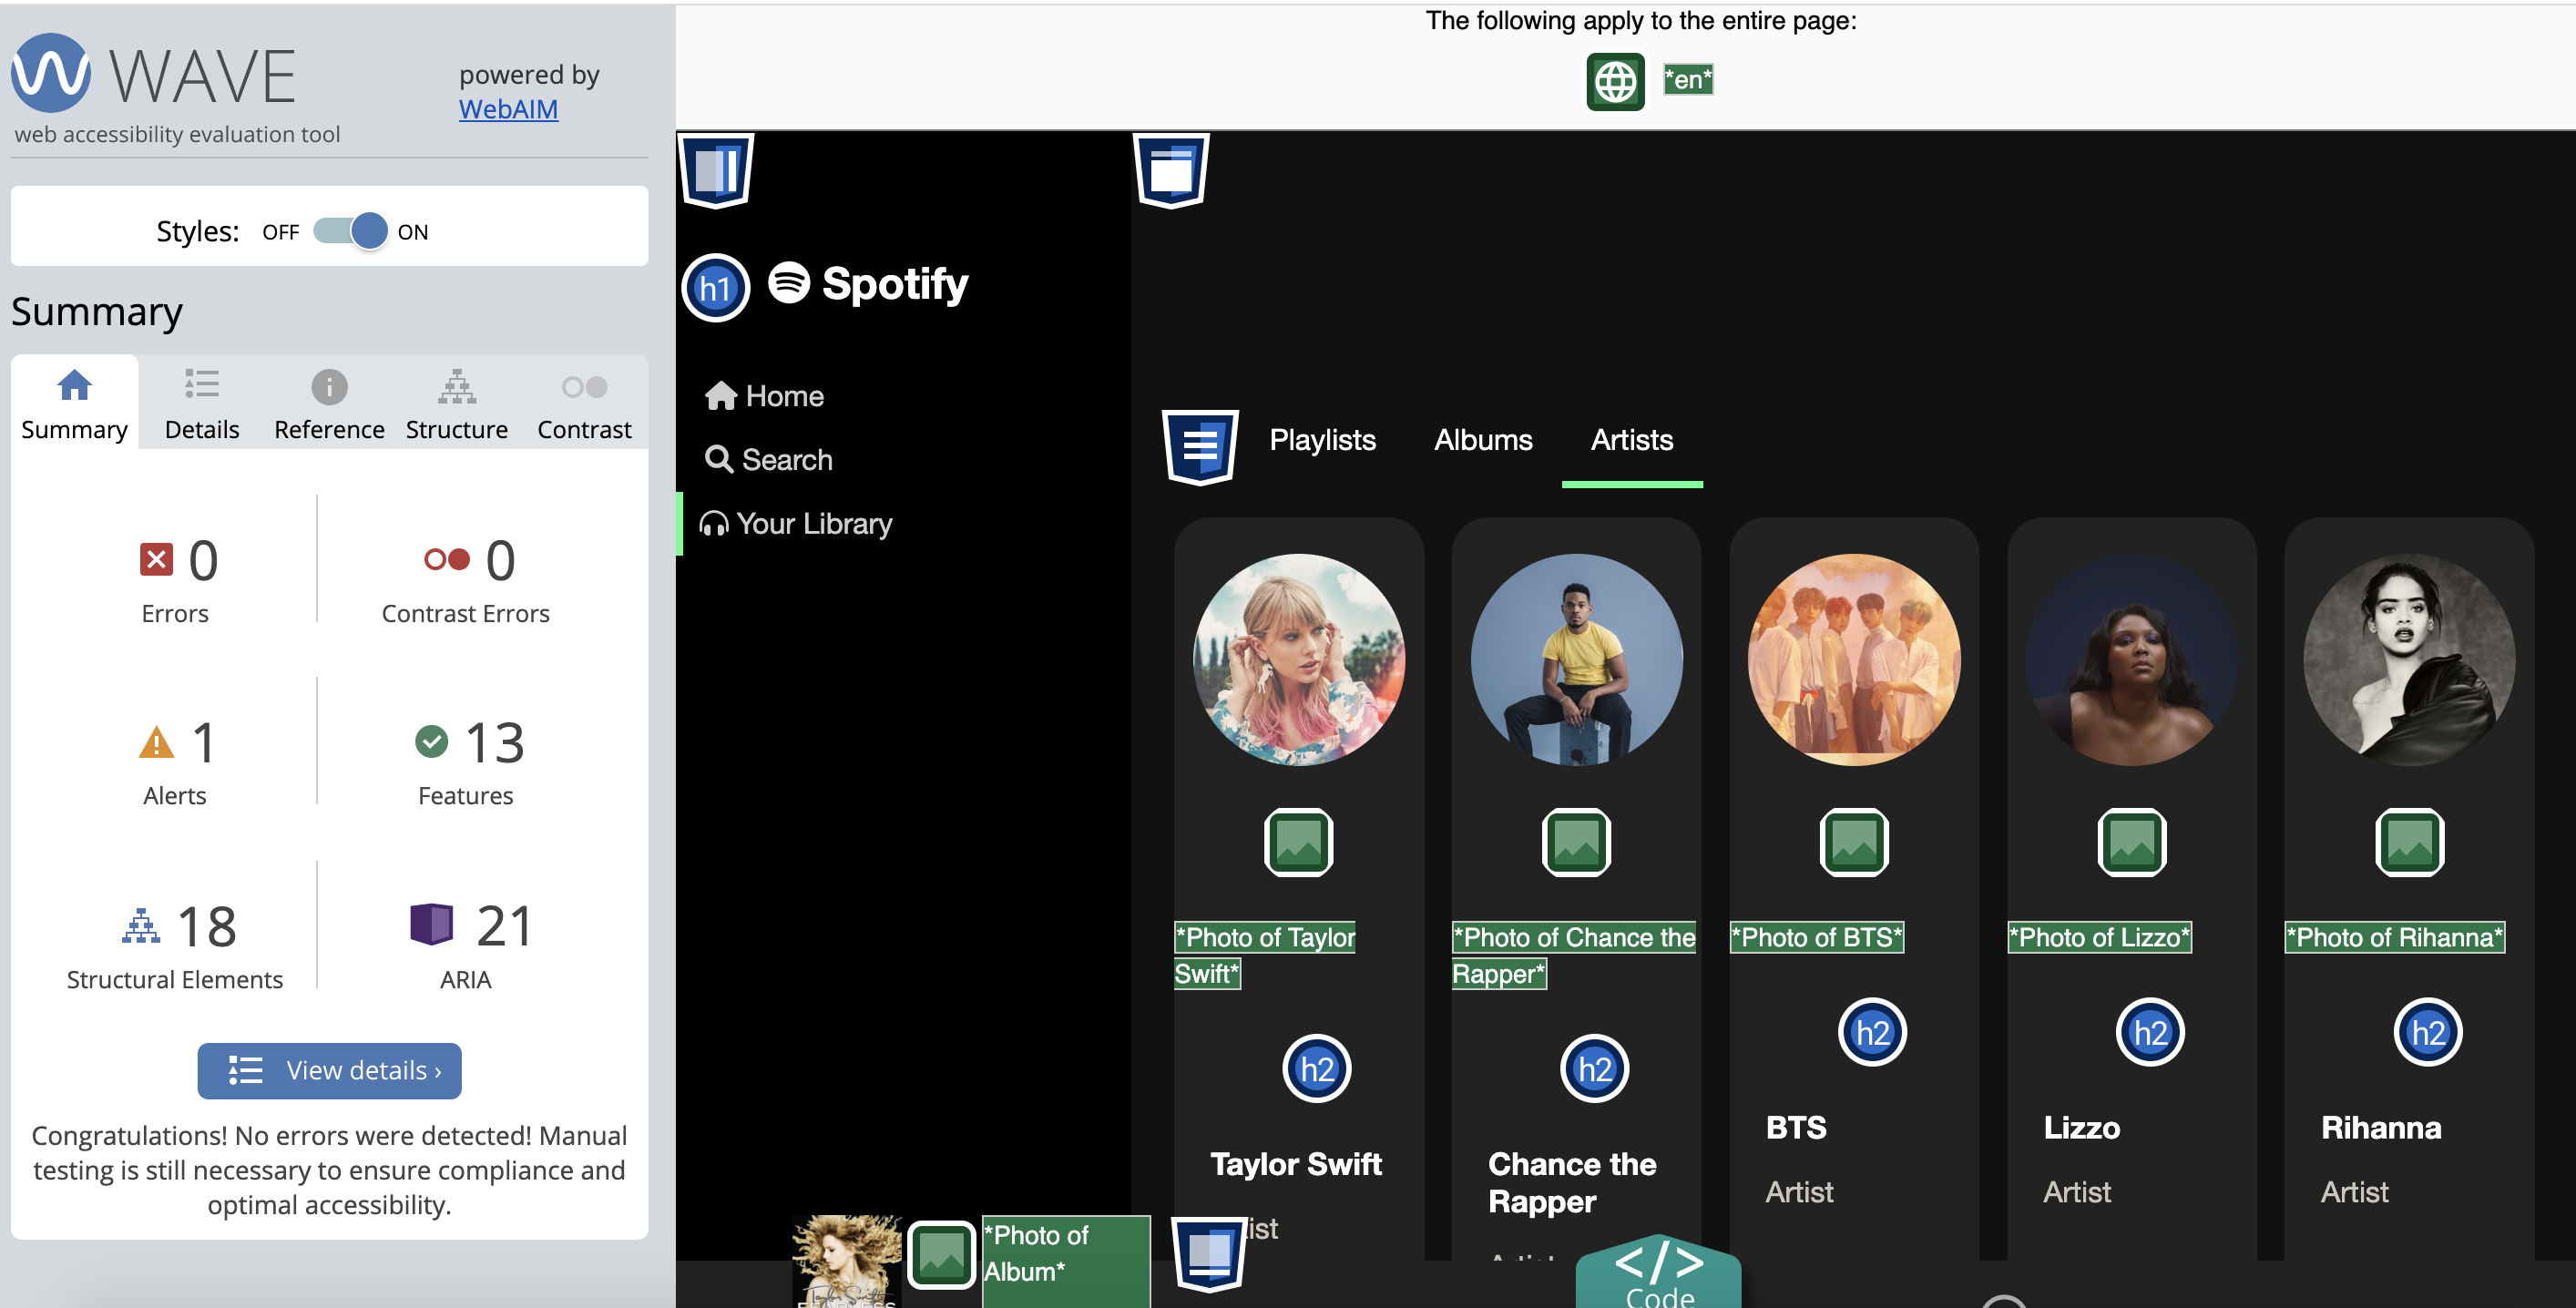 WAVE
powered by
WebAIM
web accessibility evaluation tool
Styles: OFF ON
Summary
Summary Details Reference Structure Contrast
0 0
Errors Contrast Errors
1 13
Alerts Features
18 21
Structural Elements ARIA
View details ›
Congratulations! No errors were detected! Manual
testing is still necessary to ensure compliance and
optimal accessibility.
The following apply to the entire page:
*en*
h1 Spotify
Home
Search
Your Library
Playlists Albums Artists
*Photo of Taylor
Swift*
h2
Taylor Swift
*Photo of Chance the
Rapper*
h2
Chance the
Rapper
Artist
*Photo of BTS*
h2
BTS
Artist
*Photo of Lizzo*
h2
Lizzo
Artist
*Photo of Rihanna*
h2
Rihanna
Artist
Taylor Swift
*Photo of
Album*
</> Code